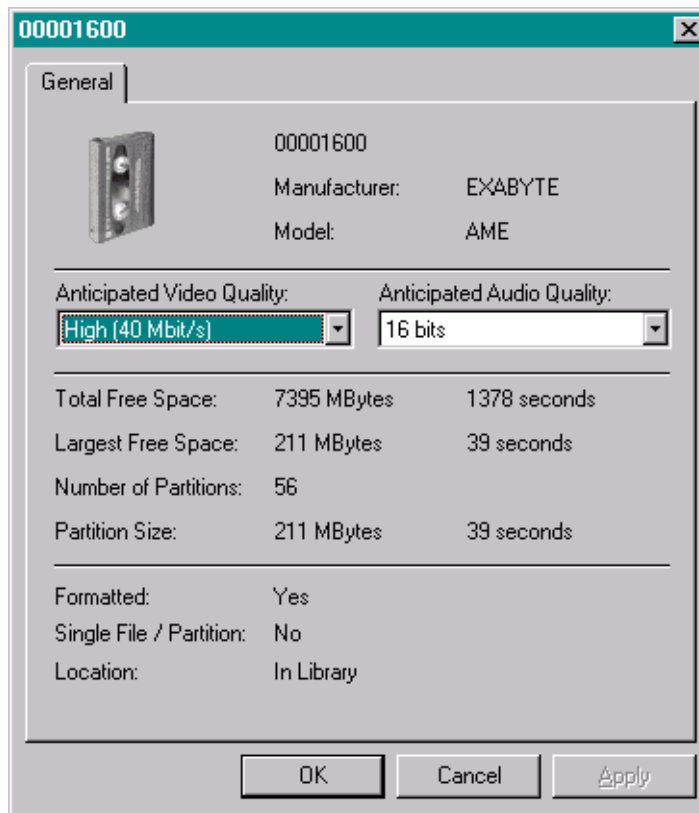 00001600
General
00001600
Manufacturer: EXABYTE
Model: AME
Anticipated Video Quality: Anticipated Audio Quality:
High (40 Mbit/s) 16 bits
Total Free Space: 7395 MBytes 1378 seconds
Largest Free Space: 211 MBytes 39 seconds
Number of Partitions: 56
Partition Size: 211 MBytes 39 seconds
Formatted: Yes
Single File / Partition: No
Location: In Library
OK Cancel Apply